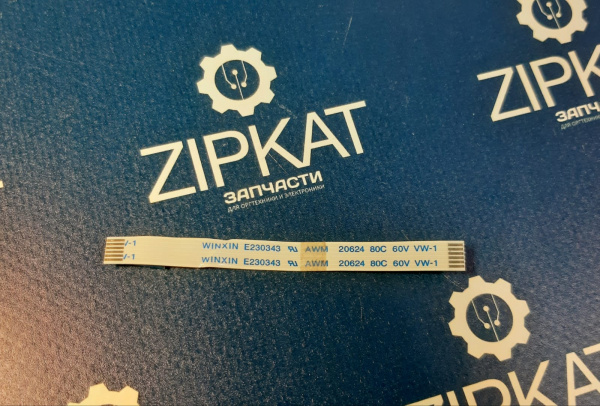 ZIPKAT
ЗАПЧАСТИ
ДЛЯ ОРГТЕХНИКИ И ЭЛЕКТРОНИКИ
ZIPKAT
ЗАПЧАСТИ
ДЛЯ ОРГТЕХНИКИ И ЭЛЕКТРОНИКИ
V-1 WINXIN E230343 AWM 20624 80C 60V VW-1
V-1 WINXIN E230343 AWM 20624 80C 60V VW-1
ZIPKAT